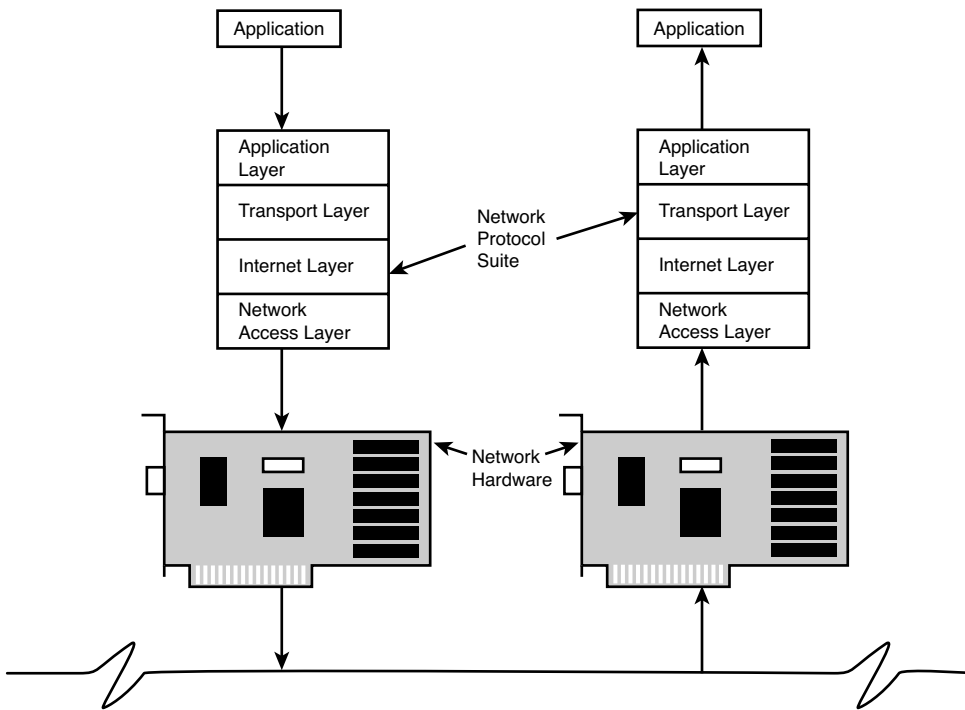 Application
Application
Application
Layer
Transport Layer
Internet Layer
Network
Access Layer
Network
Protocol
Suite
Application
Layer
Transport Layer
Internet Layer
Network
Access Layer
Network
Hardware